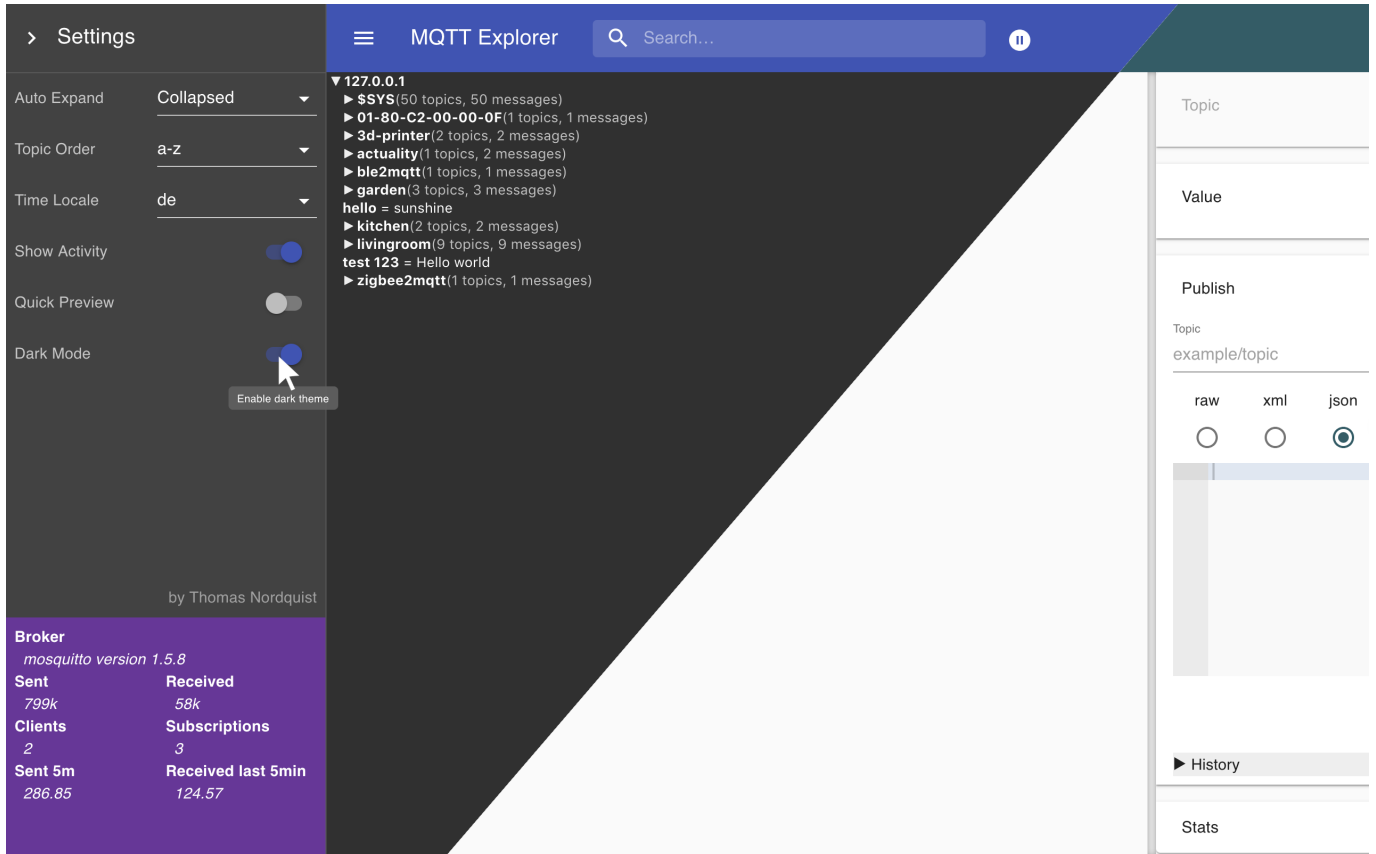 Settings
MQTT Explorer
Search...
Auto Expand Collapsed
Topic Order a-z
Time Locale de
Show Activity
Quick Preview
Dark Mode
Enable dark theme
by Thomas Nordquist
Broker
mosquitto version 1.5.8
Sent Received
799k 58k
Clients Subscriptions
2 3
Sent 5m Received last 5min
286.85 124.57
▼ 127.0.0.1
▶ $SYS(50 topics, 50 messages)
▶ 01-80-C2-00-00-0F(1 topics, 1 messages)
▶ 3d-printer(2 topics, 2 messages)
▶ actuality(1 topics, 2 messages)
▶ ble2mqtt(1 topics, 1 messages)
▶ garden(3 topics, 3 messages)
hello = sunshine
▶ kitchen(2 topics, 2 messages)
▶ livingroom(9 topics, 9 messages)
test 123 = Hello world
▶ zigbee2mqtt(1 topics, 1 messages)
Topic
Value
Publish
Topic
example/topic
raw xml json
▶ History
Stats